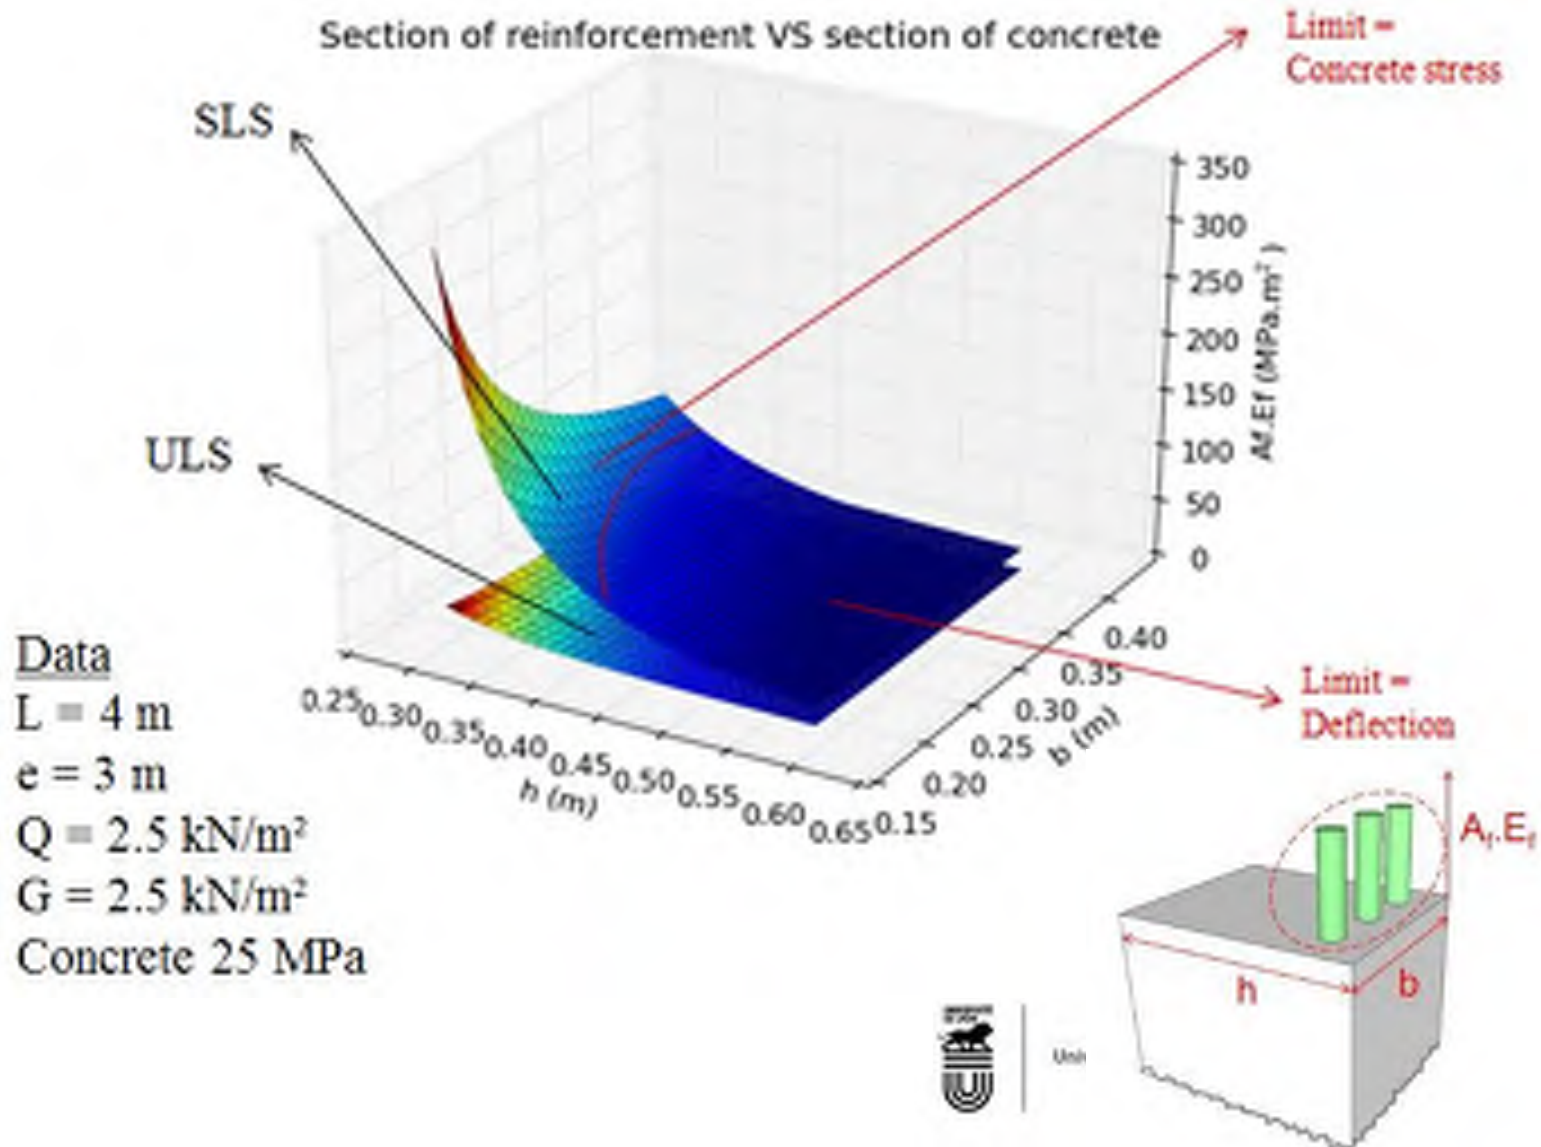 Section of reinforcement VS section of concrete
Limit =
Concrete stress
SLS
ULS
350
300
250
200
150
100
50
0
Af.Ef (MPa.m²)
0.25
0.30
0.35
0.40
0.45
0.50
0.55
0.60
0.65
h (m)
0.15
0.20
0.25
0.30
0.35
0.40
b (m)
Limit =
Deflection
Data
L = 4 m
e = 3 m
Q = 2.5 kN/m²
G = 2.5 kN/m²
Concrete 25 MPa
Af.Ef
h
b